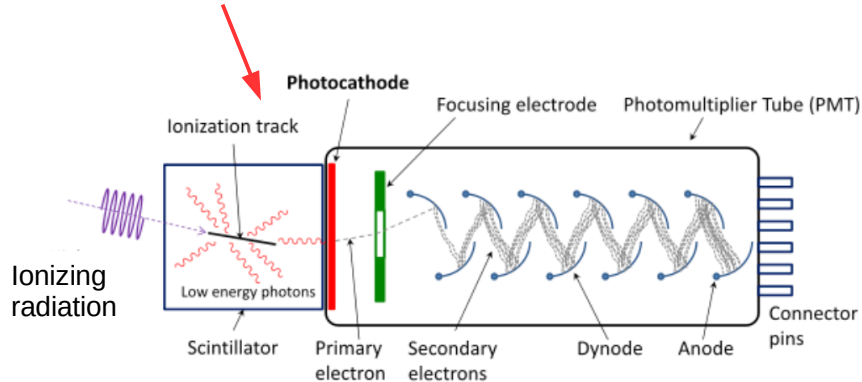 Photocathode
Focusing electrode
Photomultiplier Tube (PMT)
Ionization track
Ionizing
radiation
Low energy photons
Scintillator
Primary
electron
Secondary
electrons
Dynode
Anode
Connector
pins